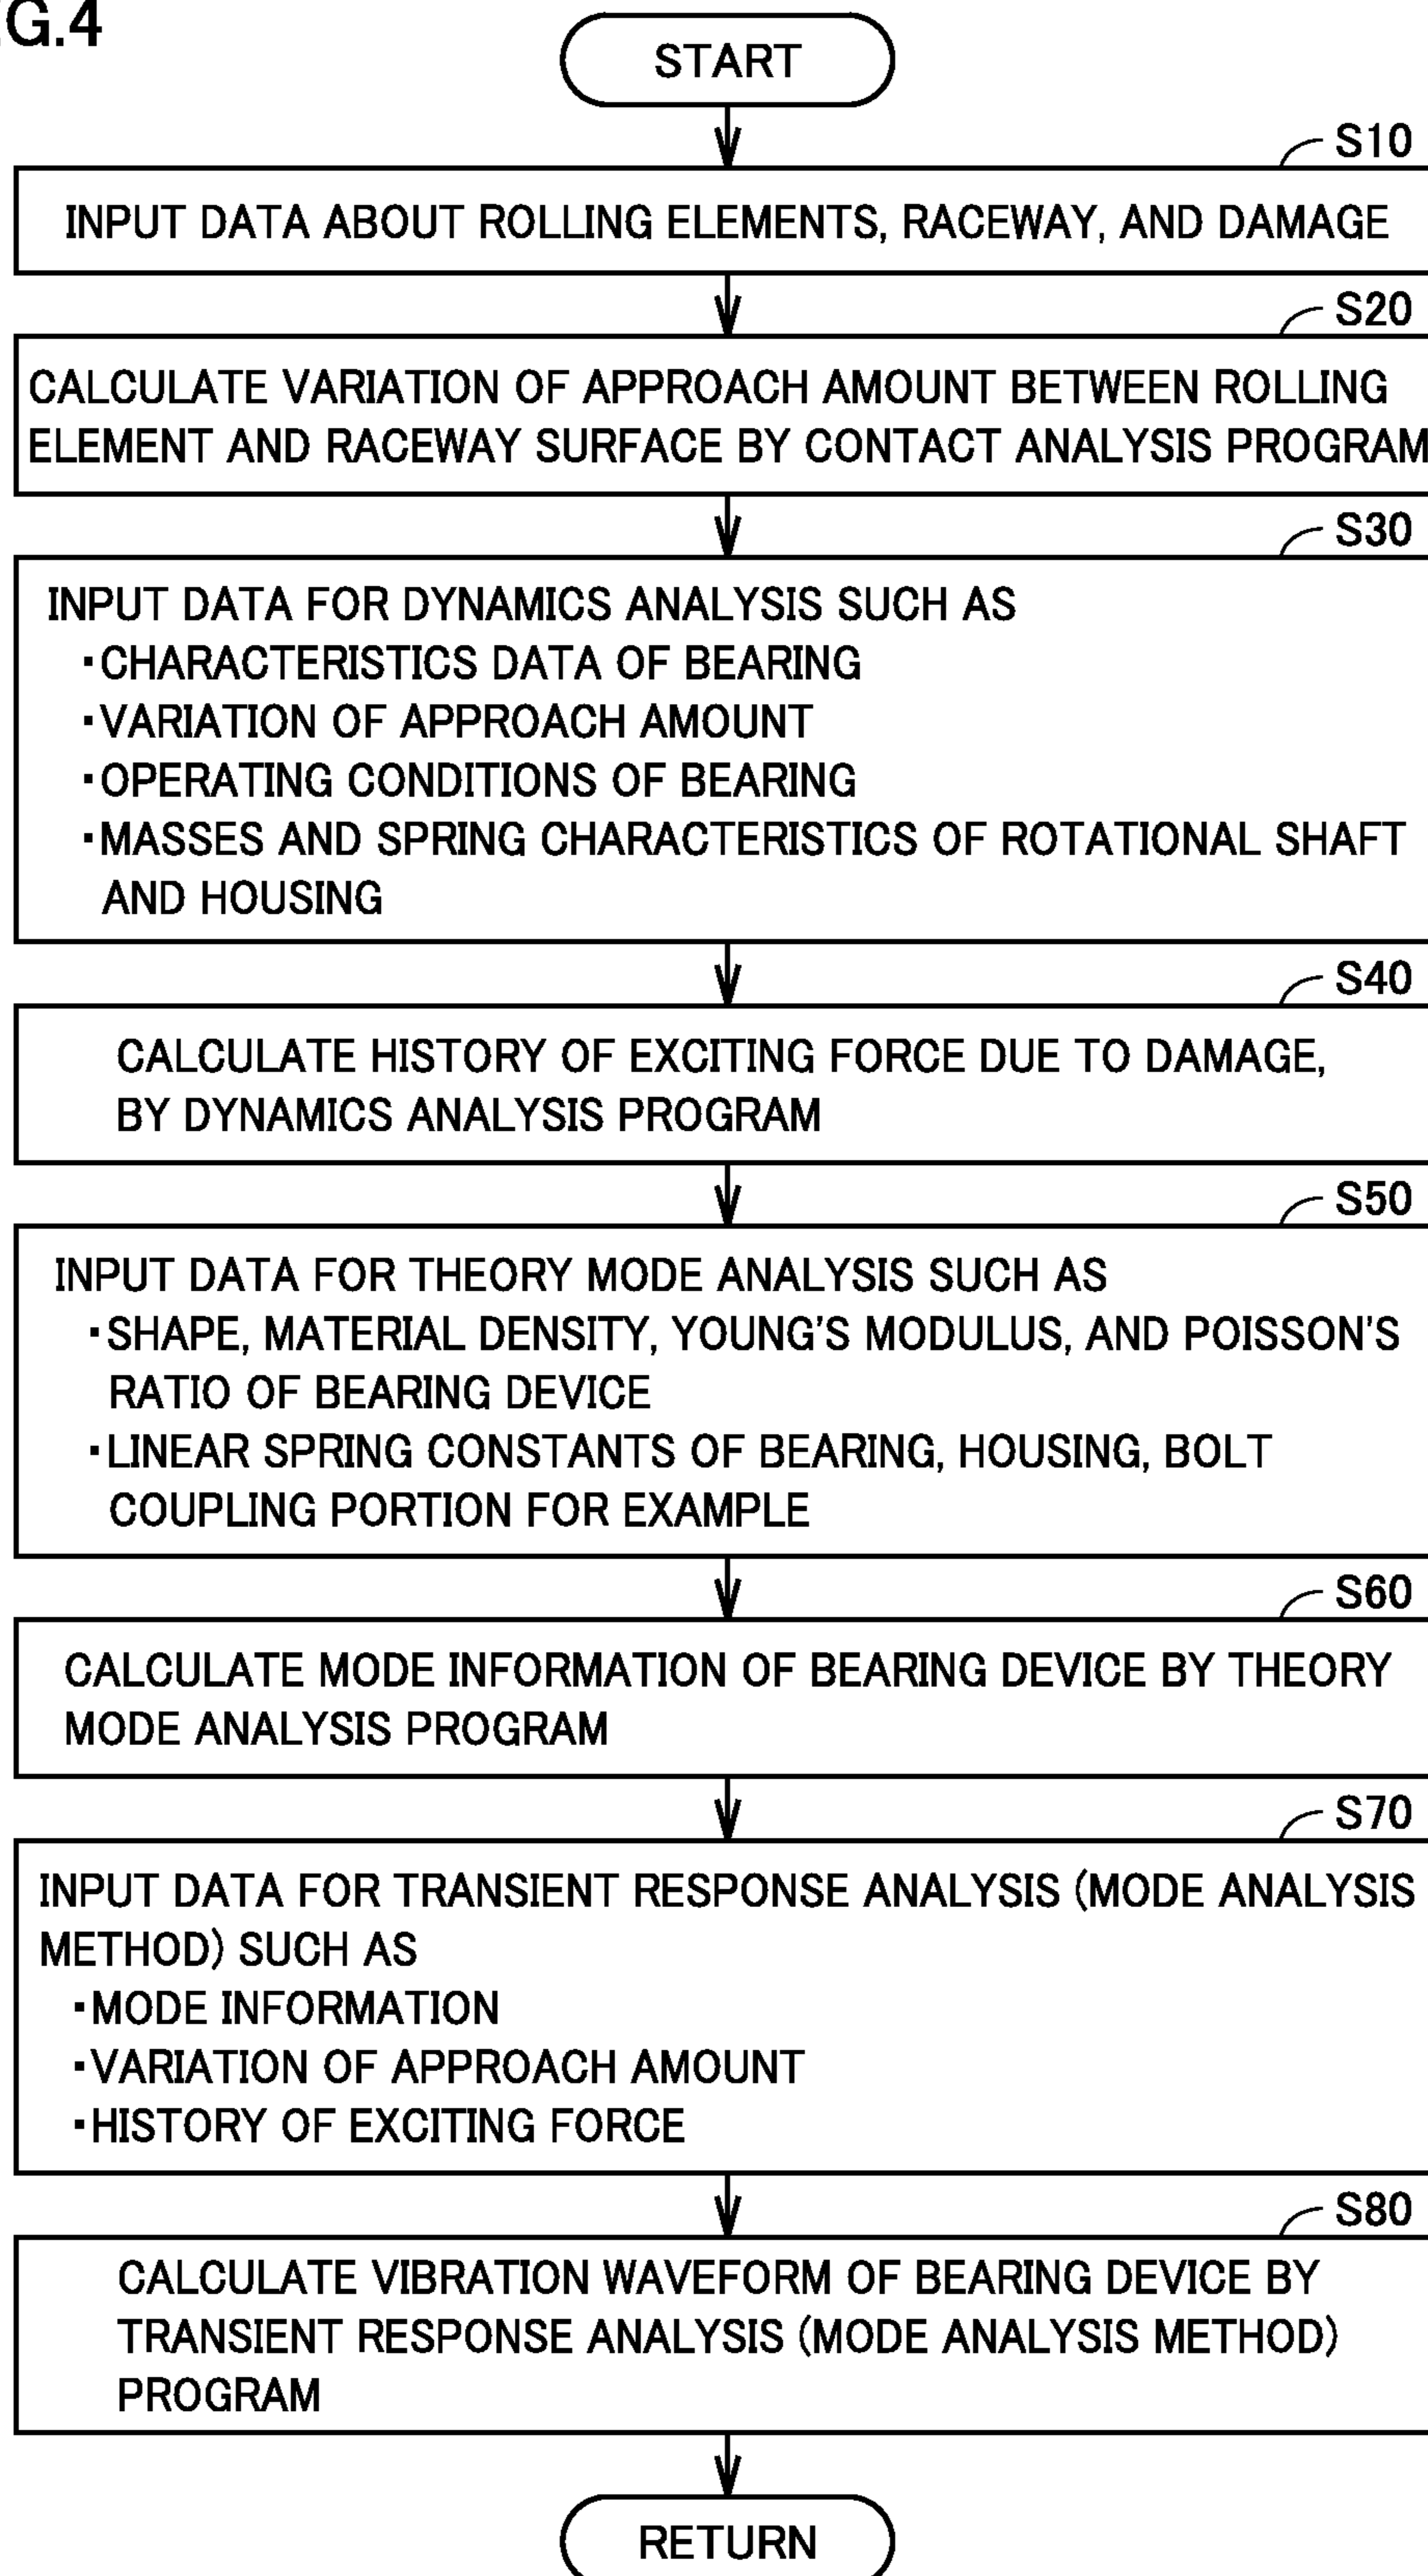 G.4
START
S10
INPUT DATA ABOUT ROLLING ELEMENTS, RACEWAY, AND DAMAGE
S20
CALCULATE VARIATION OF APPROACH AMOUNT BETWEEN ROLLING
ELEMENT AND RACEWAY SURFACE BY CONTACT ANALYSIS PROGRAM
S30
INPUT DATA FOR DYNAMICS ANALYSIS SUCH AS
・CHARACTERISTICS DATA OF BEARING
・VARIATION OF APPROACH AMOUNT
・OPERATING CONDITIONS OF BEARING
・MASSES AND SPRING CHARACTERISTICS OF ROTATIONAL SHAFT
AND HOUSING
S40
CALCULATE HISTORY OF EXCITING FORCE DUE TO DAMAGE,
BY DYNAMICS ANALYSIS PROGRAM
S50
INPUT DATA FOR THEORY MODE ANALYSIS SUCH AS
・SHAPE, MATERIAL DENSITY, YOUNG'S MODULUS, AND POISSON'S
RATIO OF BEARING DEVICE
・LINEAR SPRING CONSTANTS OF BEARING, HOUSING, BOLT
COUPLING PORTION FOR EXAMPLE
S60
CALCULATE MODE INFORMATION OF BEARING DEVICE BY THEORY
MODE ANALYSIS PROGRAM
S70
INPUT DATA FOR TRANSIENT RESPONSE ANALYSIS (MODE ANALYSIS
METHOD) SUCH AS
・MODE INFORMATION
・VARIATION OF APPROACH AMOUNT
・HISTORY OF EXCITING FORCE
S80
CALCULATE VIBRATION WAVEFORM OF BEARING DEVICE BY
TRANSIENT RESPONSE ANALYSIS (MODE ANALYSIS METHOD)
PROGRAM
RETURN